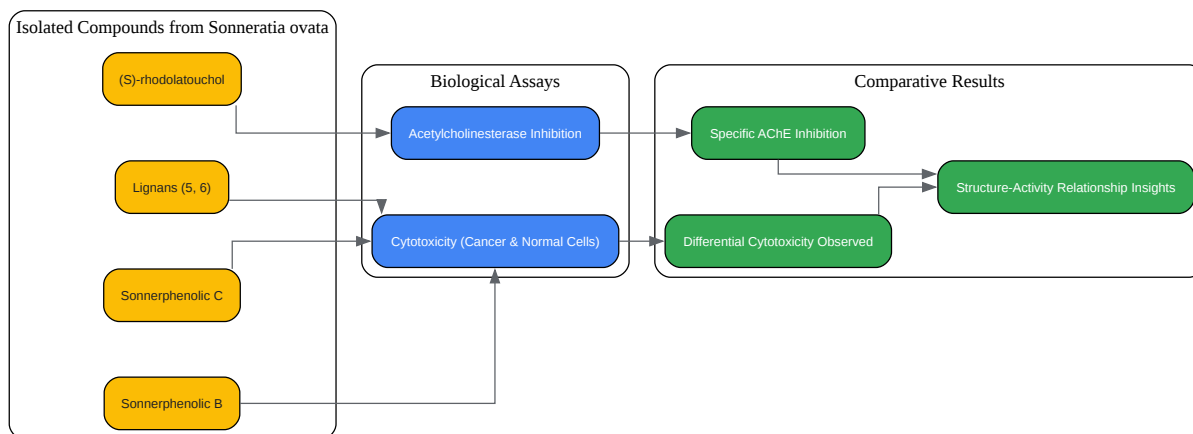 Isolated Compounds from Sonneratia ovata
(S)-rhodolatouchol
Lignans (5, 6)
Sonnerphenolic C
Sonnerphenolic B
Biological Assays
Acetylcholinesterase Inhibition
Cytotoxicity (Cancer & Normal Cells)
Comparative Results
Specific AChE Inhibition
Differential Cytotoxicity Observed
Structure-Activity Relationship Insights